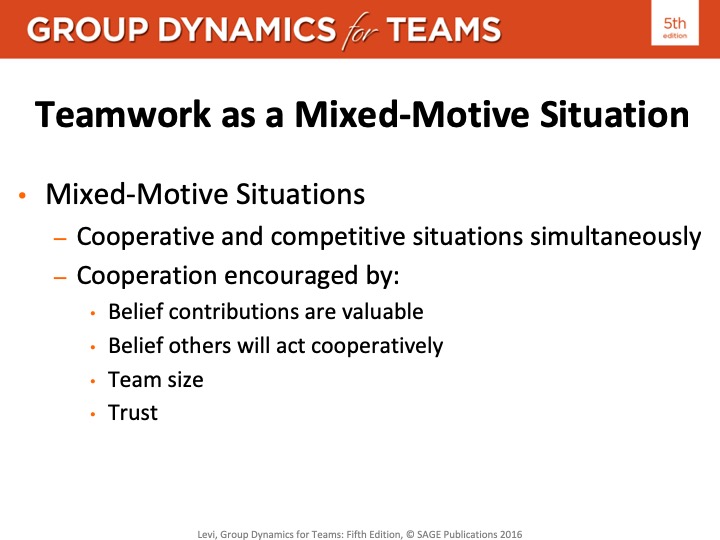 GROUP DYNAMICS for TEAMS
5th
edition
Teamwork as a Mixed-Motive Situation
• Mixed-Motive Situations
– Cooperative and competitive situations simultaneously
– Cooperation encouraged by:
• Belief contributions are valuable
• Belief others will act cooperatively
• Team size
• Trust
Levi, Group Dynamics for Teams: Fifth Edition, © SAGE Publications 2016